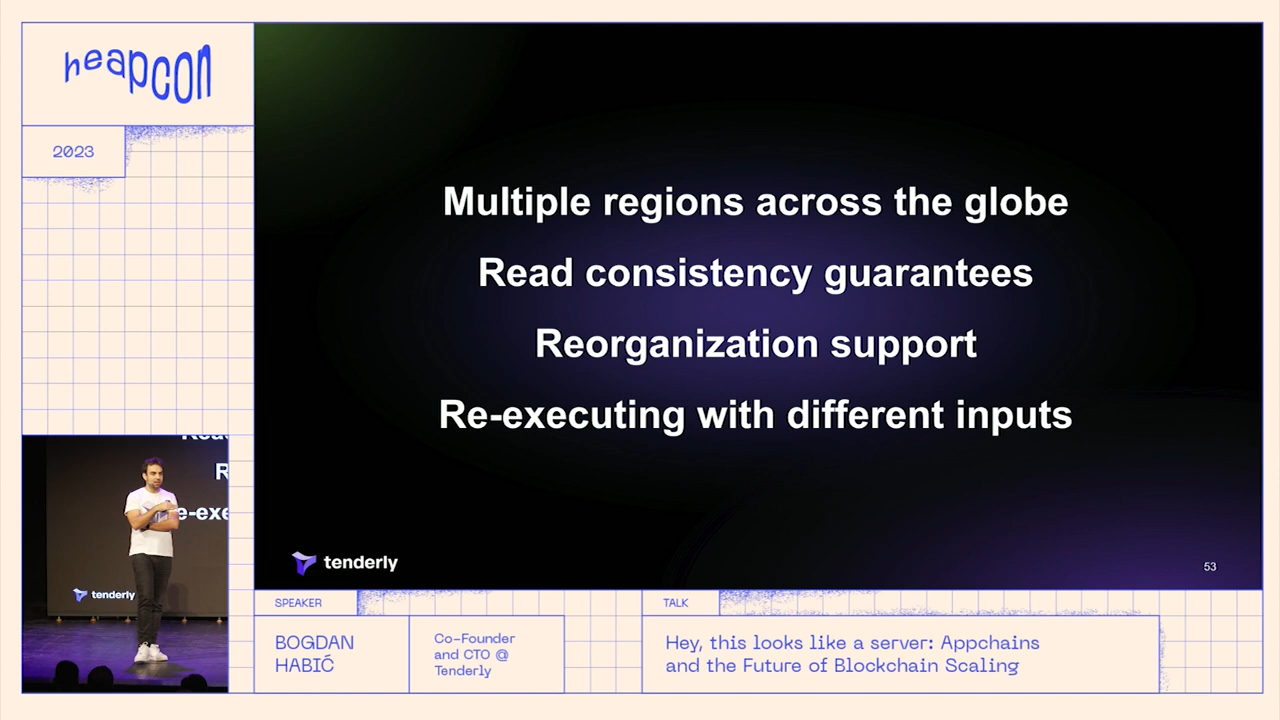 heapcon
2023
Multiple regions across the globe
Read consistency guarantees
Reorganization support
Re-executing with different inputs
tenderly
53
R
e-exe
tenderly
SPEAKER
BOGDAN
HABIĆ
Co-Founder
and CTO @
Tenderly
TALK
Hey, this looks like a server: Appchains
and the Future of Blockchain Scaling